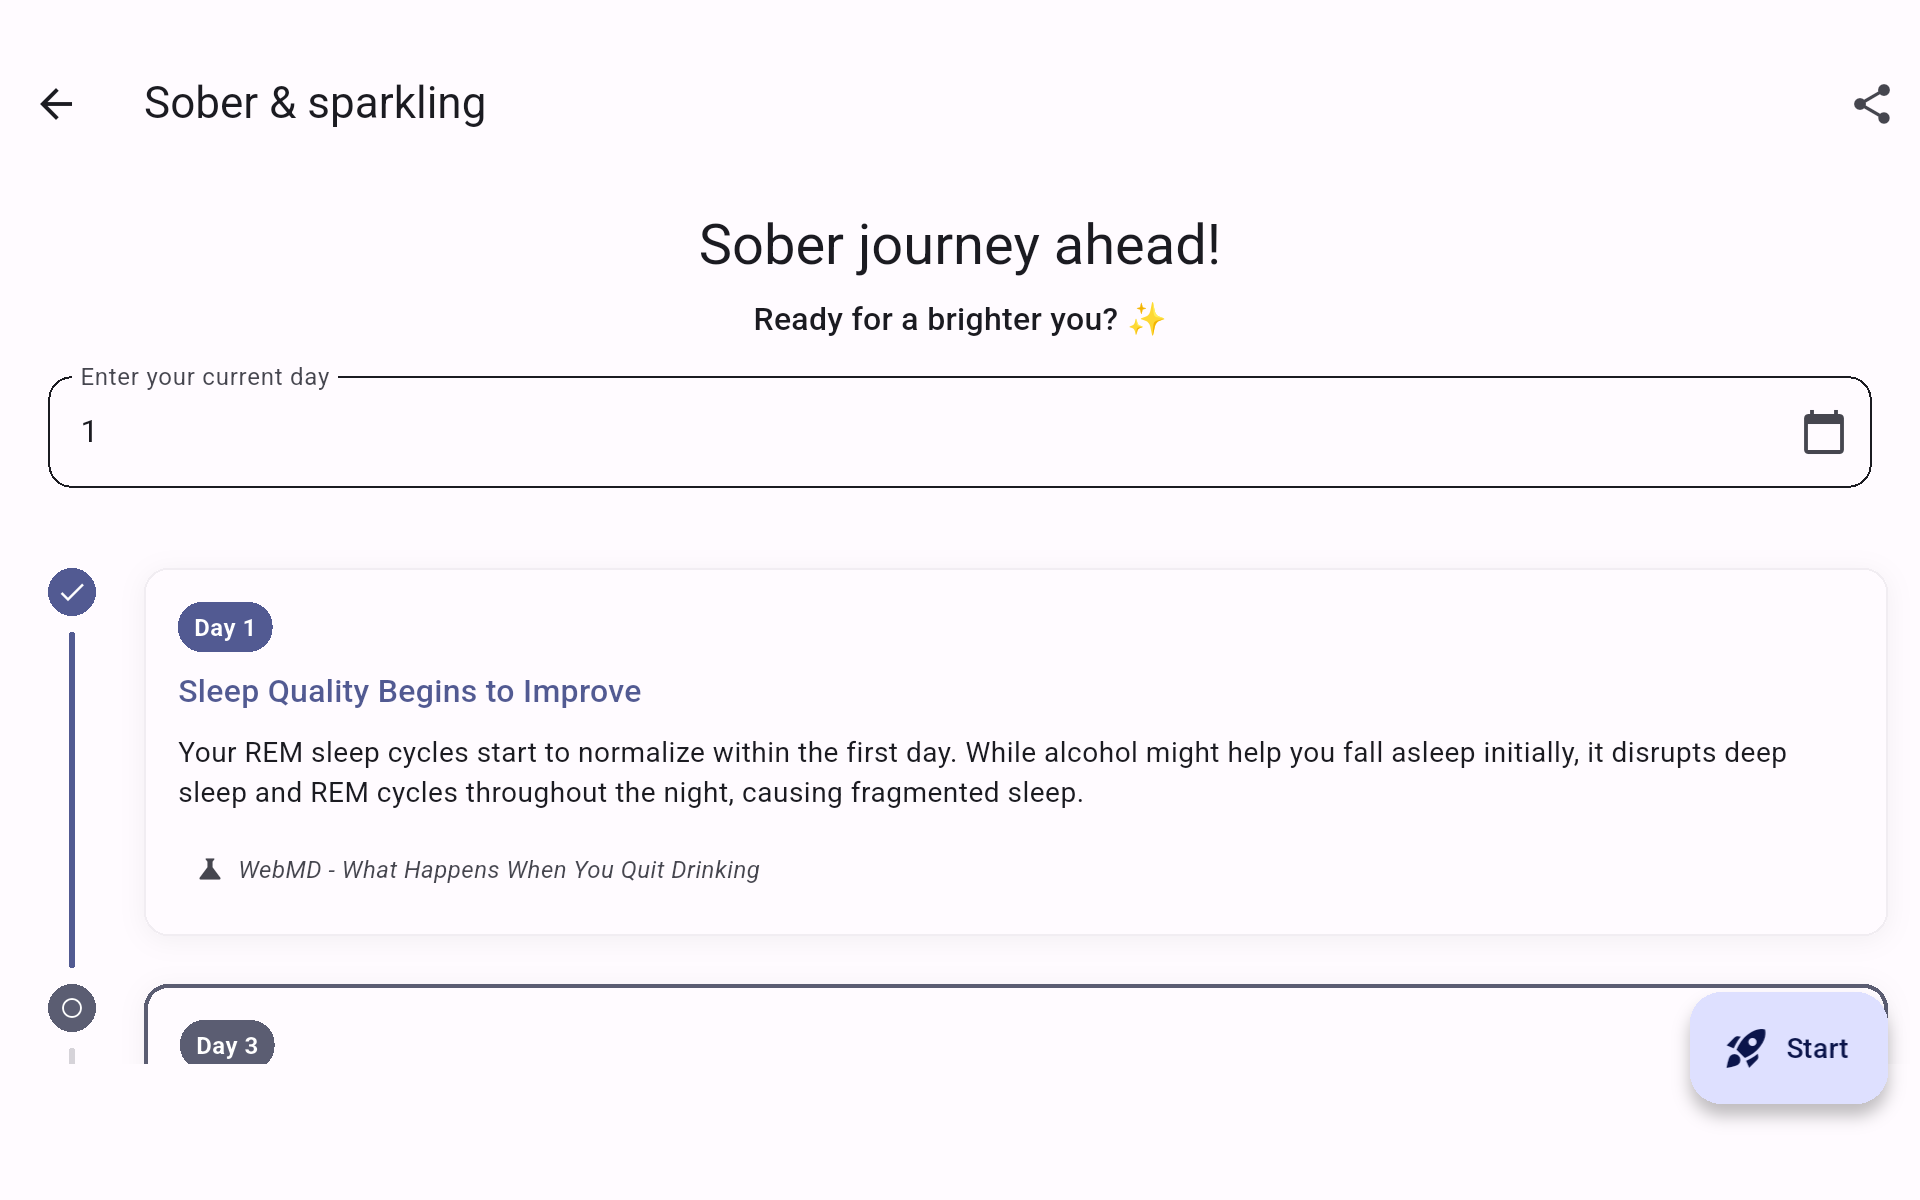 Sober & sparkling
Sober journey ahead!
Ready for a brighter you? ✨
Enter your current day
1
Day 1
Sleep Quality Begins to Improve
Your REM sleep cycles start to normalize within the first day. While alcohol might help you fall asleep initially, it disrupts deep
sleep and REM cycles throughout the night, causing fragmented sleep.
WebMD - What Happens When You Quit Drinking
Day 3
Start